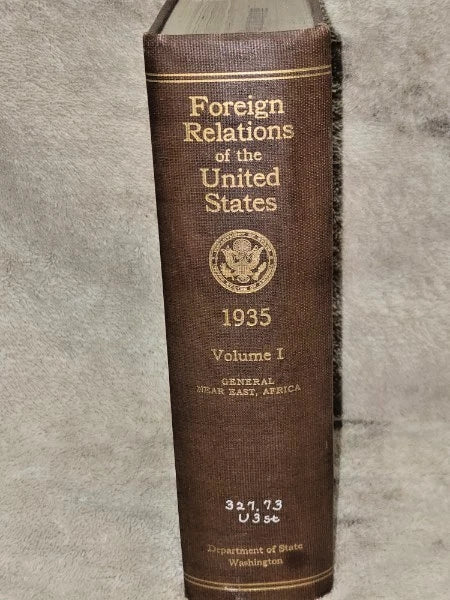 Foreign
Relations
of the
United
States
1935
Volume I
GENERAL
NEAR EAST, AFRICA
327.73
U3st
Department of State
Washington